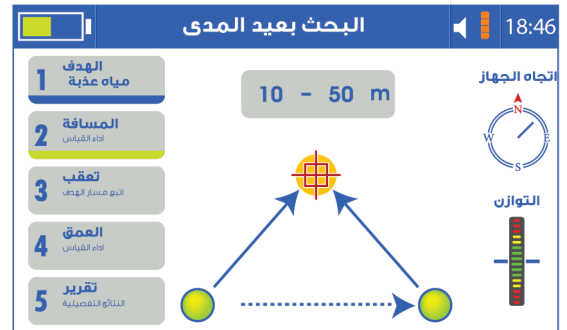 البحث بعيد المدى
18:46
1
الهدف
مياه عذبة
2
المسافة
اداء القياس
3
تعقب
اتبع مسار الهدف
4
العمق
اداء القياس
5
تقرير
النتائج التفصيلية
10 - 50 m
اتجاه الجهاز
N
W
E
S
التوازن